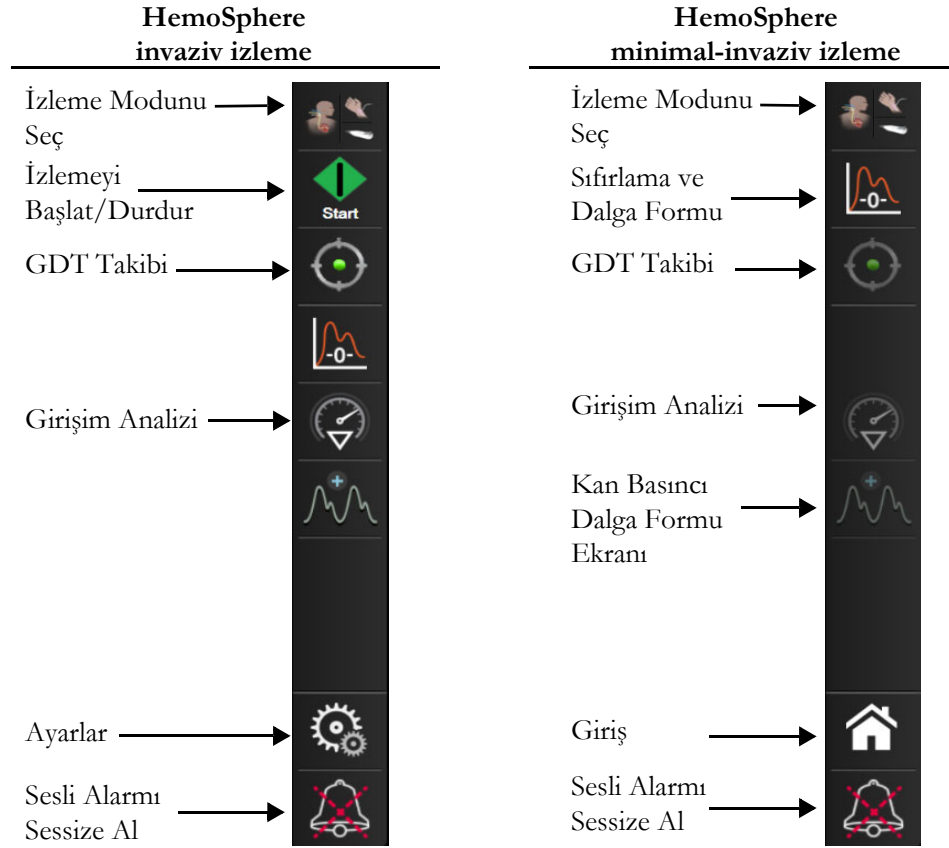 HemoSphere
invaziv izleme
İzleme Modunu
Seç
İzlemeyi
Başlat/Durdur
Start
GDT Takibi
-0-
Girişim Analizi
Ayarlar
Sesli Alarmı
Sessize Al
HemoSphere
minimal-invaziv izleme
İzleme Modunu
Seç
Sıfırlama ve
Dalga Formu
-0-
GDT Takibi
Girişim Analizi
Kan Basıncı
Dalga Formu
Ekranı
Giriş
Sesli Alarmı
Sessize Al